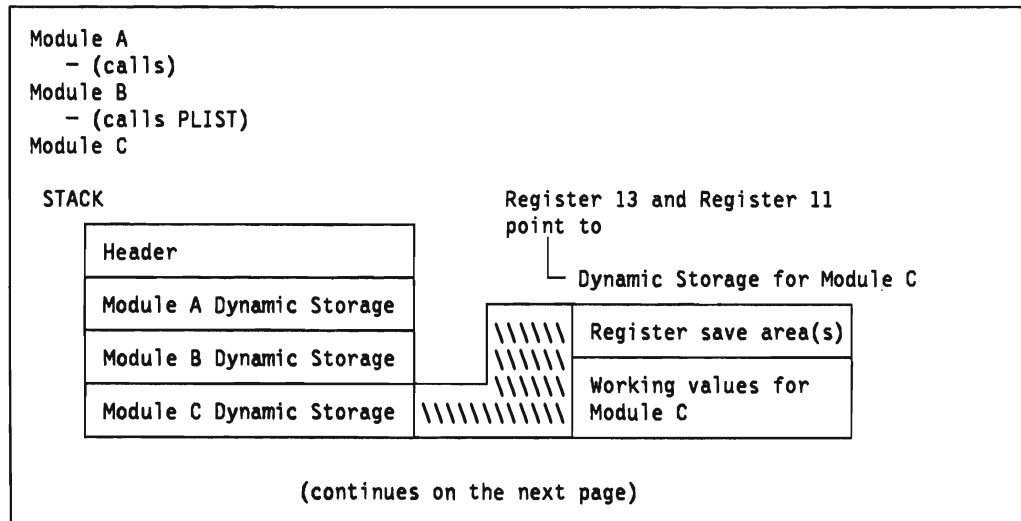 Module A
– (calls)
Module B
– (calls PLIST)
Module C
STACK
Header
Module A Dynamic Storage
Module B Dynamic Storage
Module C Dynamic Storage
Register 13 and Register 11
point to
Dynamic Storage for Module C
Register save area(s)
Working values for
Module C
(continues on the next page)